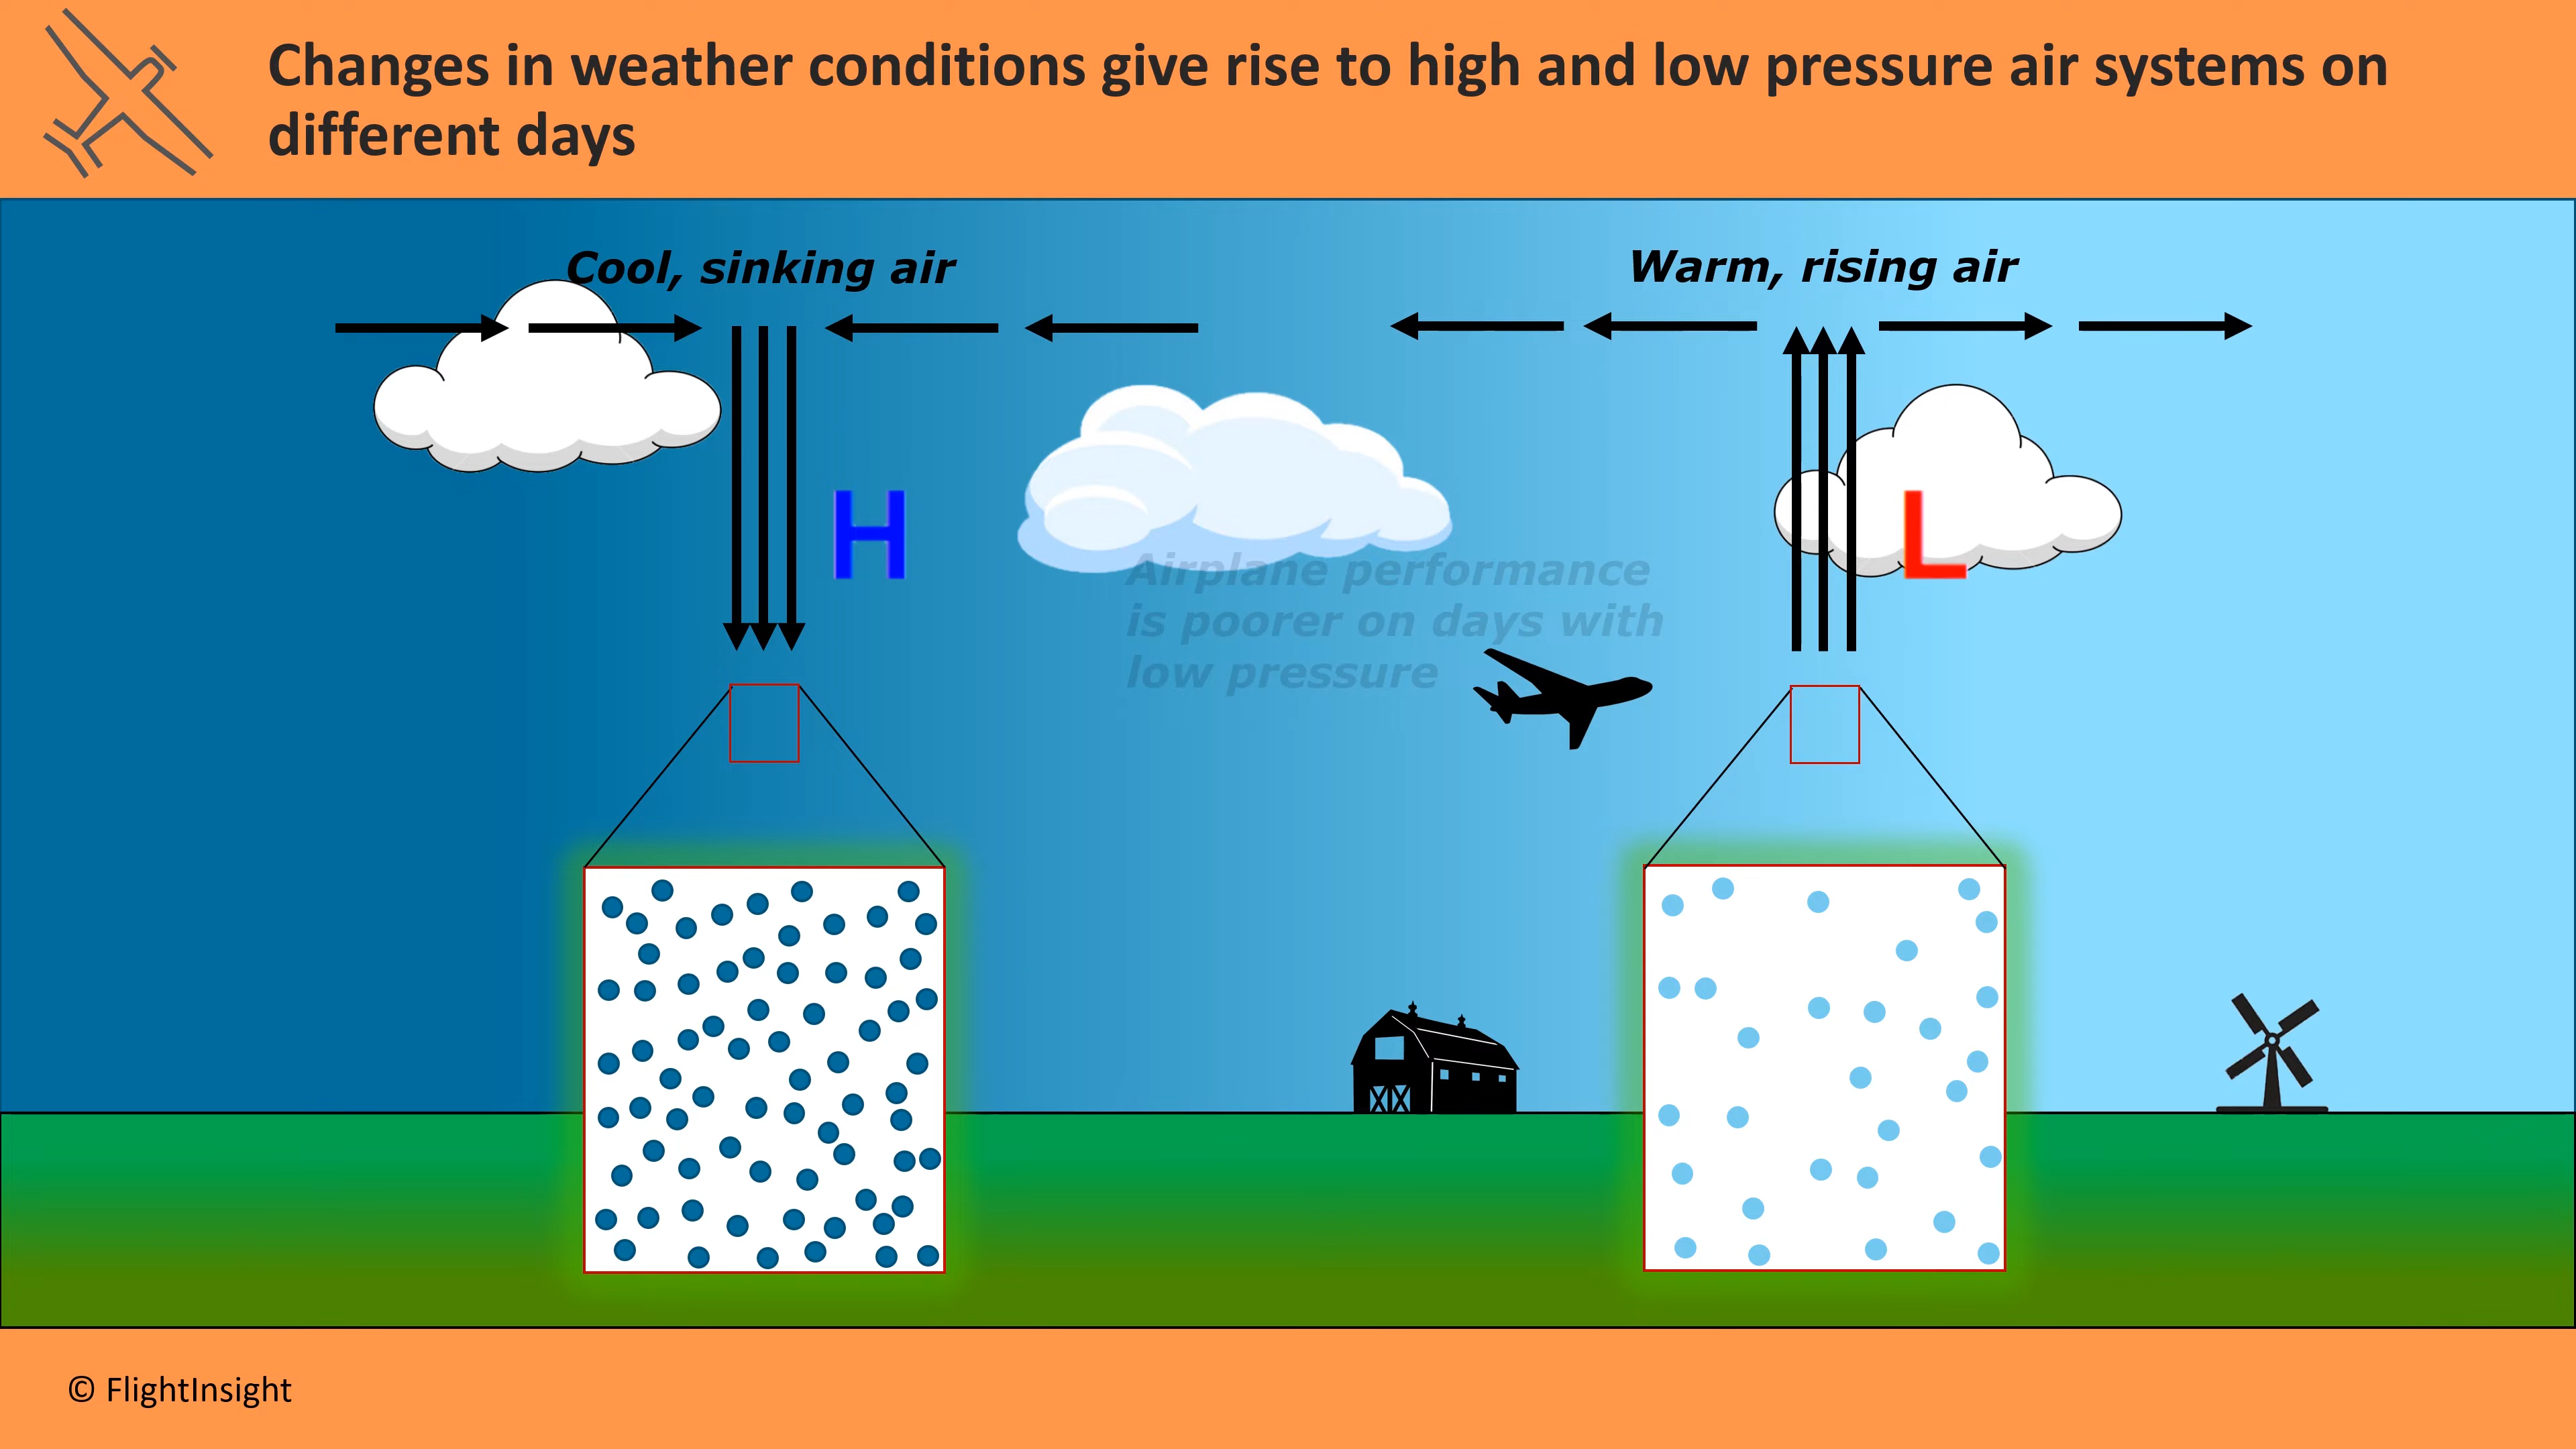 Changes in weather conditions give rise to high and low pressure air systems on
different days
Cool, sinking air
Warm, rising air
H
L
Airplane performance
is poorer on days with
low pressure
© FlightInsight